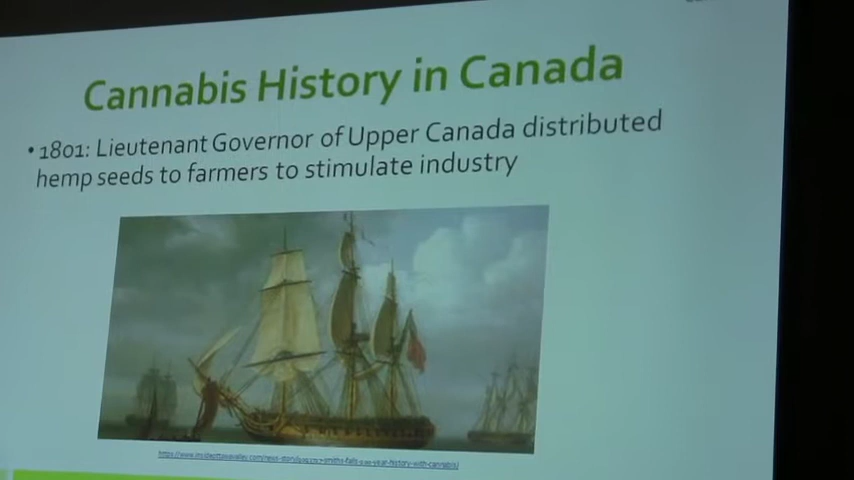 Cannabis History in Canada
• 1801: Lieutenant Governor of Upper Canada distributed
hemp seeds to farmers to stimulate industry